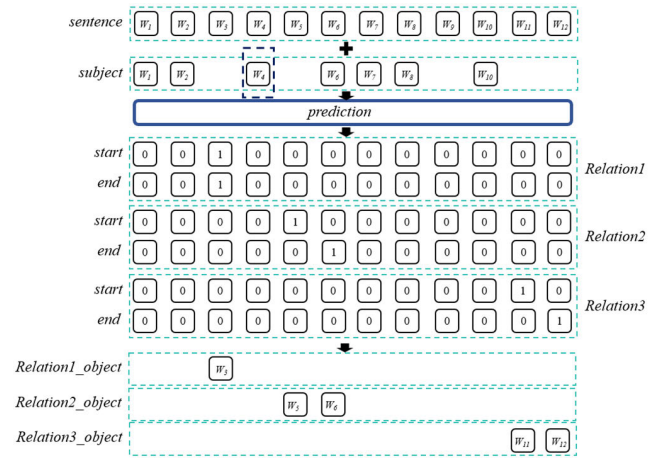 sentence W1 W2 W3 W4 W5 W6 W7 W8 W9 W10 W11 W12
subject W1 W2 W4 W6 W7 W8 W10
prediction
start 0 0 1 0 0 0 0 0 0 0 0 0
Relation1
end 0 0 1 0 0 0 0 0 0 0 0 0
start 0 0 0 0 1 0 0 0 0 0 0 0
Relation2
end 0 0 0 0 0 1 0 0 0 0 0 0
start 0 0 0 0 0 0 0 0 0 0 1 0
Relation3
end 0 0 0 0 0 0 0 0 0 0 0 1
Relation1_object W3
Relation2_object W5 W6
Relation3_object W11 W12